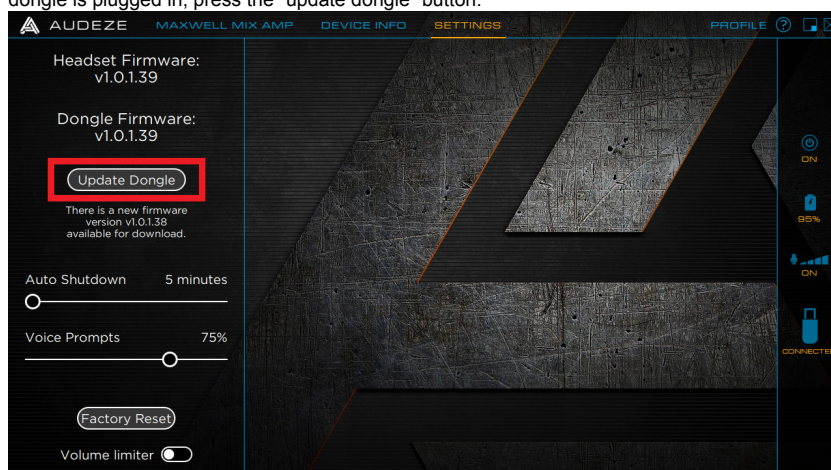 dongle is plugged in, press the "update dongle" button.
AUDEZE MAXWELL MIX AMP DEVICE INFO SETTINGS PROFILE ?
Headset Firmware:
v1.0.1.39
Dongle Firmware:
v1.0.1.39
Update Dongle
There is a new firmware
version v1.0.1.38
available for download.
Auto Shutdown 5 minutes
Voice Prompts 75%
Factory Reset
Volume limiter
ON
95%
ON